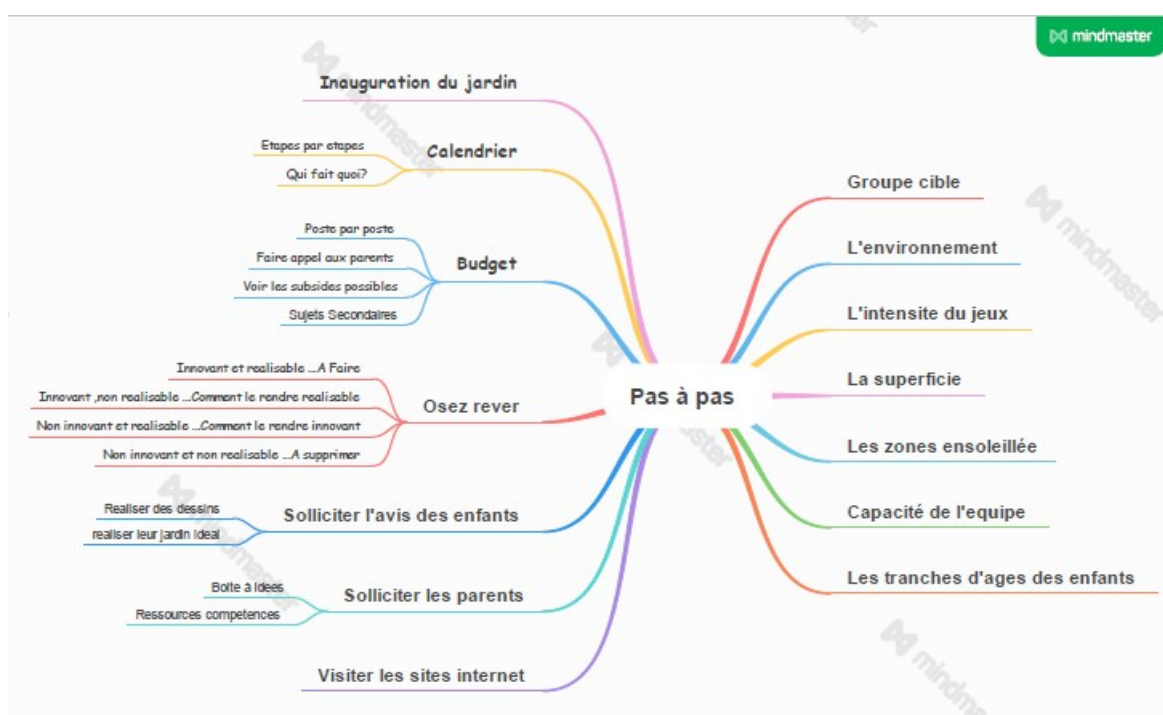 mindmaster
Inauguration du jardin
Calendrier
Etapes par etapes
Qui fait quoi?
Budget
Poste par poste
Faire appel aux parents
Voir les subsides possibles
Sujets Secondaires
Osez rever
Innovant et realisable ...A Faire
Innovant ,non realisable ...Comment le rendre realisable
Non innovant et realisable ...Comment le rendre innovant
Non innovant et non realisable ...A supprimer
Solliciter l'avis des enfants
Realiser des dessins
realiser leur jardin ideal
Solliciter les parents
Boite à idees
Ressources competences
Visiter les sites internet
Pas à pas
Groupe cible
L'environnement
L'intensite du jeux
La superficie
Les zones ensoleillée
Capacité de l'equipe
Les tranches d'ages des enfants
mindmaster
mindmaster
mindmaster
mindmaster